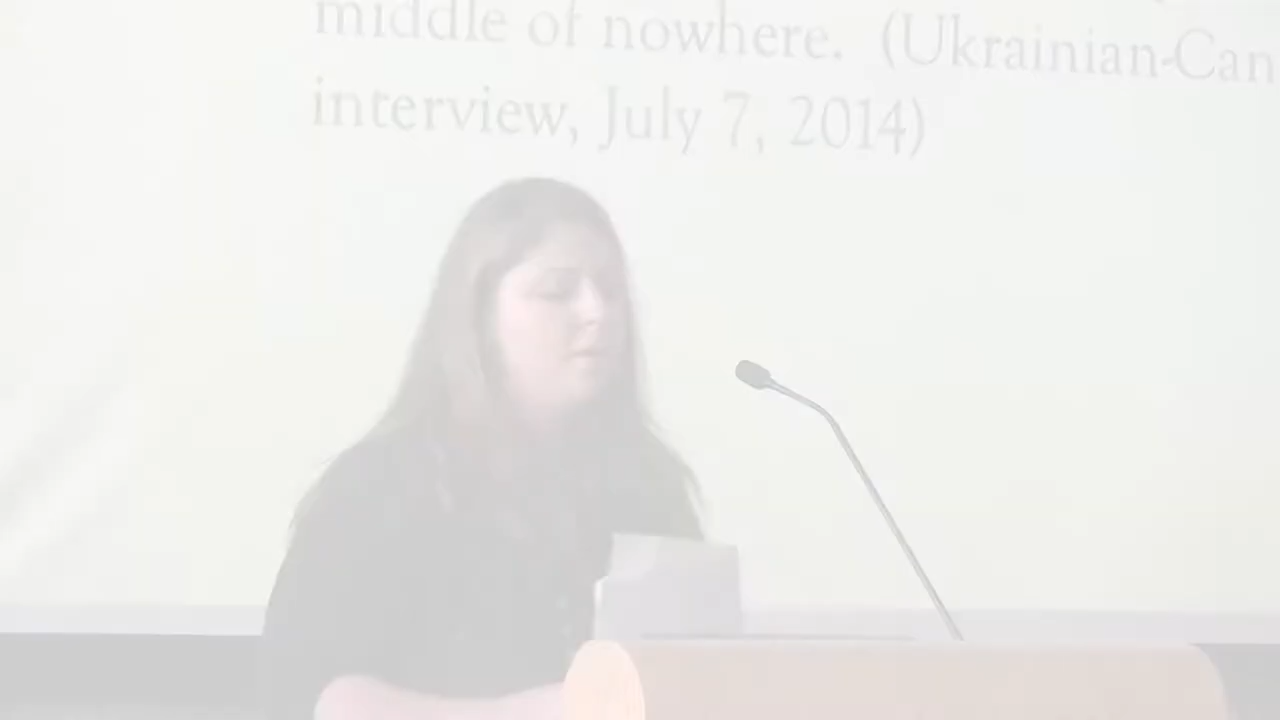 middle of nowhere. (Ukrainian-Can
interview, July 7, 2014)